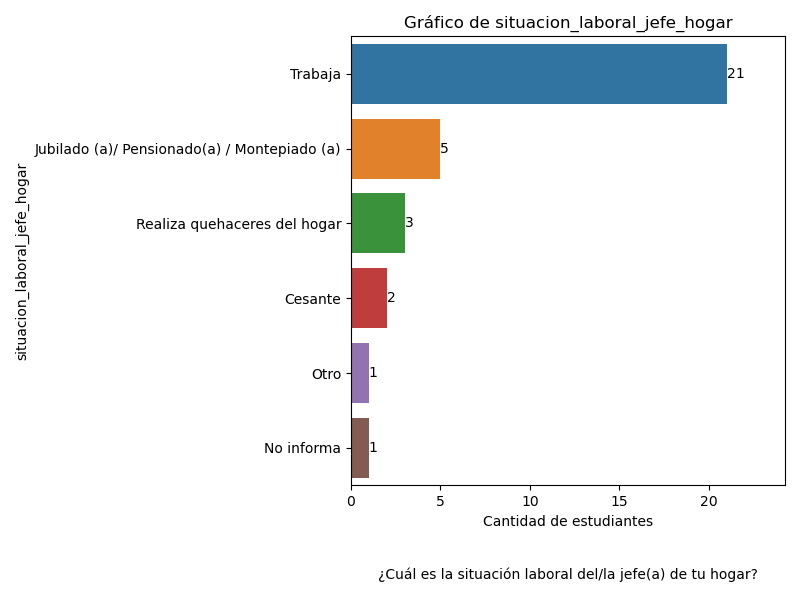 Gráfico de situacion_laboral_jefe_hogar
situacion_laboral_jefe_hogar
Trabaja
21
Jubilado (a)/ Pensionado(a) / Montepiado (a)
5
Realiza quehaceres del hogar
3
Cesante
2
Otro
1
No informa
1
0 5 10 15 20
Cantidad de estudiantes
¿Cuál es la situación laboral del/la jefe(a) de tu hogar?